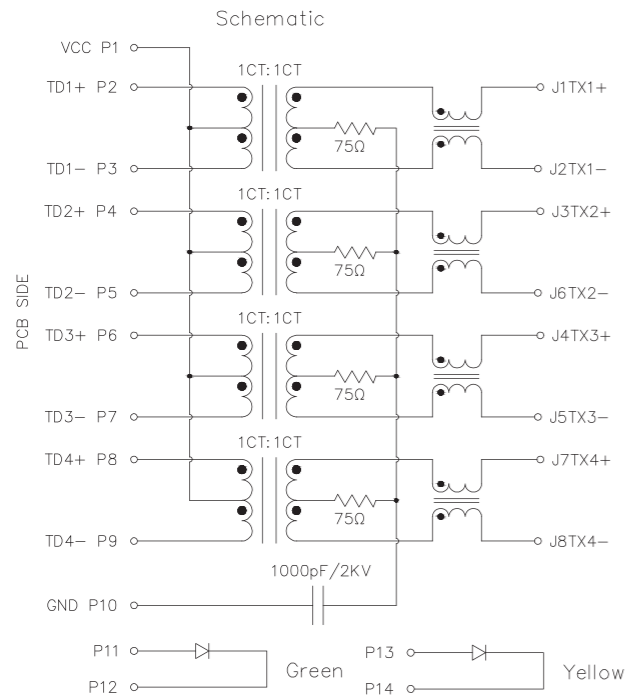 Schematic
VCC P1
1CT:1CT
TD1+ P2
J1TX1+
75Ω
TD1- P3
J2TX1-
1CT:1CT
TD2+ P4
J3TX2+
75Ω
TD2- P5
J6TX2-
PCB SIDE
1CT:1CT
TD3+ P6
J4TX3+
75Ω
TD3- P7
J5TX3-
1CT:1CT
TD4+ P8
J7TX4+
75Ω
TD4- P9
J8TX4-
1000pF/2KV
GND P10
P11
P12
Green
P13
P14
Yellow